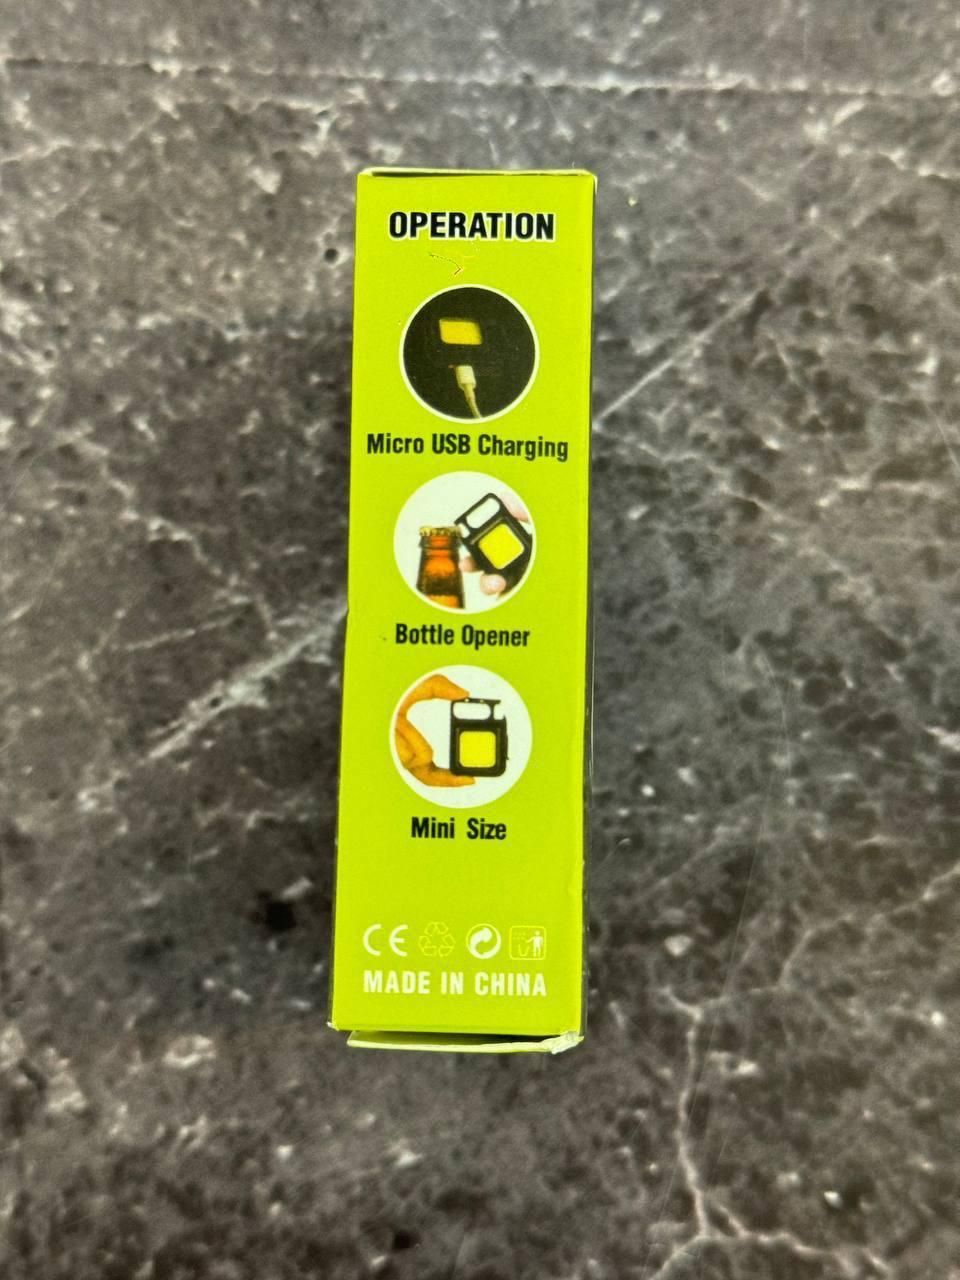 OPERATION
Micro USB Charging
Bottle Opener
Mini Size
CE
MADE IN CHINA